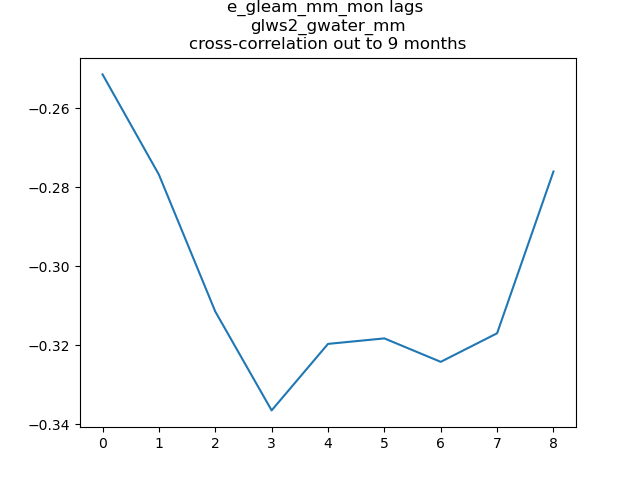 e_gleam_mm_mon lags
glws2_gwater_mm
cross-correlation out to 9 months
−0.26
−0.28
−0.30
−0.32
−0.34
0 1 2 3 4 5 6 7 8